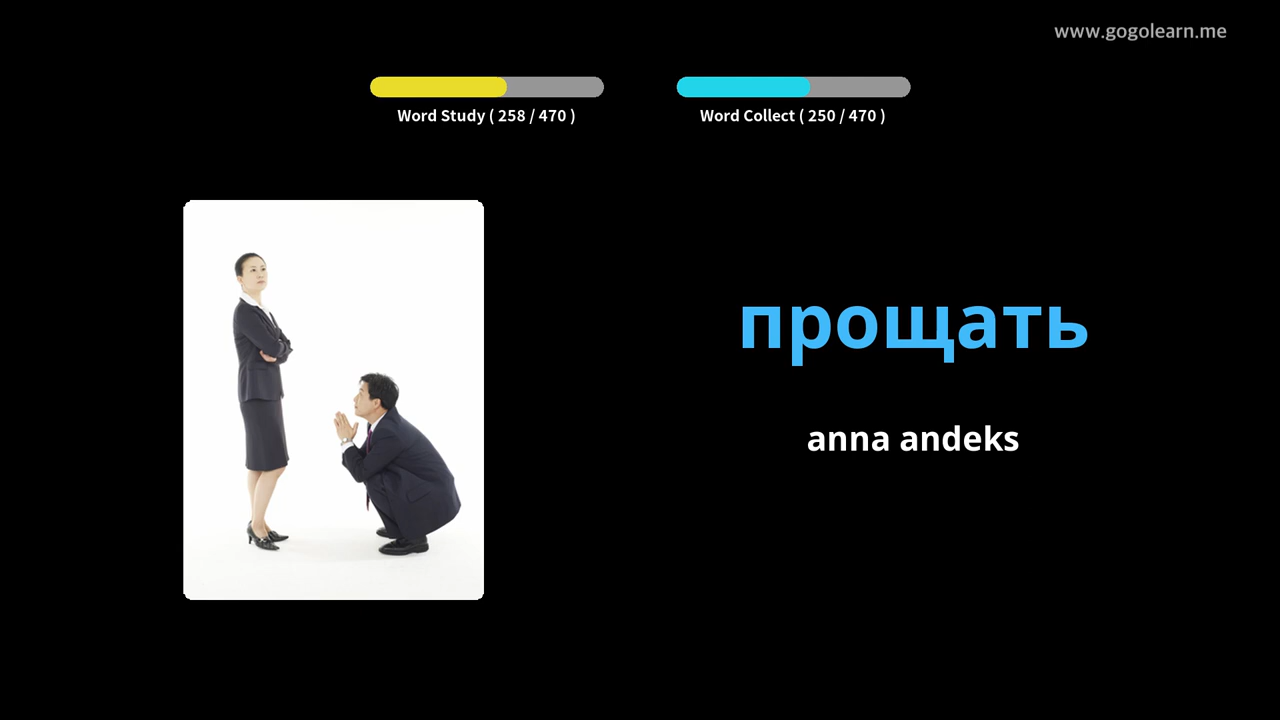 www.gogolearn.me
Word Study ( 258 / 470 )
Word Collect ( 250 / 470 )
прощать
anna andeks